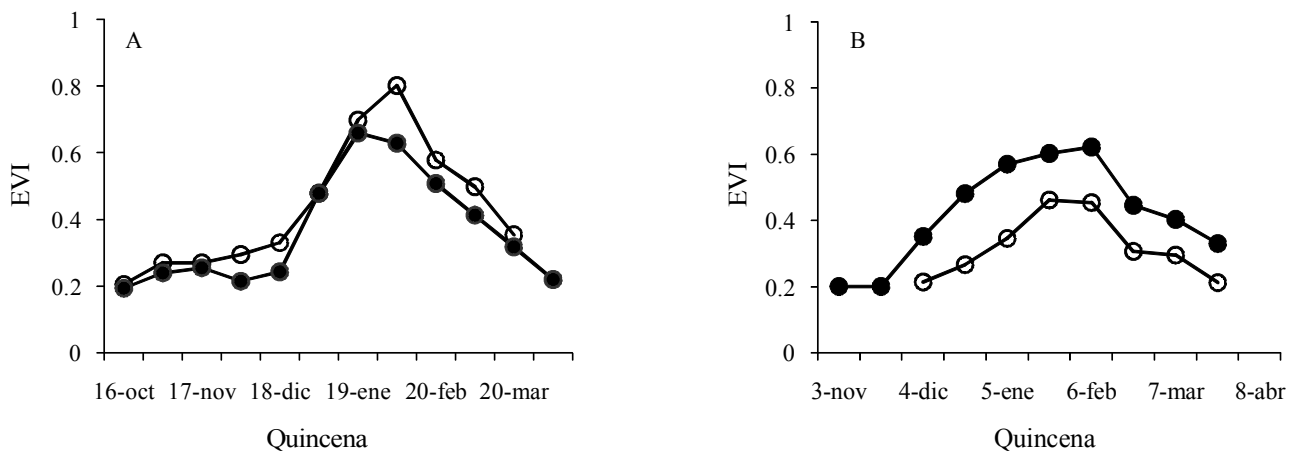 A
1
0.8
0.6
0.4
0.2
0
EVI
16-oct 17-nov 18-dic 19-ene 20-feb 20-mar
Quincena
B
1
0.8
0.6
0.4
0.2
0
EVI
3-nov 4-dic 5-ene 6-feb 7-mar 8-abr
Quincena